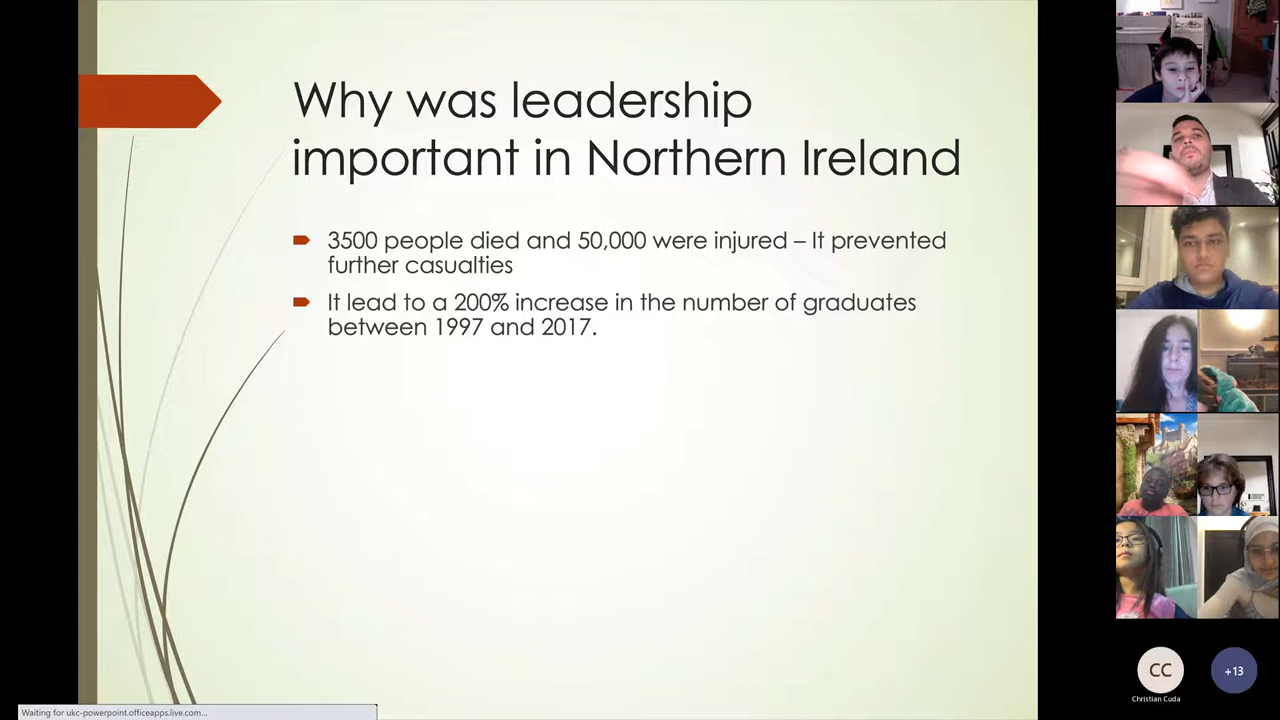 Why was leadership
important in Northern Ireland
3500 people died and 50,000 were injured – It prevented
further casualties
It lead to a 200% increase in the number of graduates
between 1997 and 2017.
CC
+13
Christian Cuda
Waiting for ukc-powerpoint.officeapps.live.com...